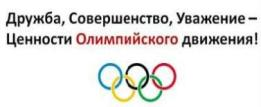 Дружба, Совершенство, Уважение –
Ценности Олимпийского движения!